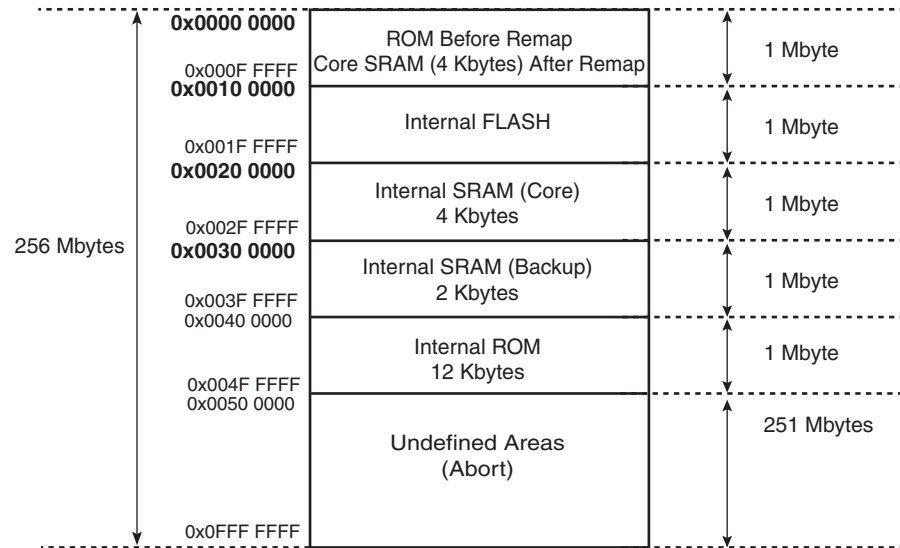 0x0000 0000
ROM Before Remap
Core SRAM (4 Kbytes) After Remap
1 Mbyte
0x000F FFFF
0x0010 0000
Internal FLASH
1 Mbyte
0x001F FFFF
0x0020 0000
Internal SRAM (Core)
4 Kbytes
1 Mbyte
0x002F FFFF
256 Mbytes
0x0030 0000
Internal SRAM (Backup)
2 Kbytes
1 Mbyte
0x003F FFFF
0x0040 0000
Internal ROM
12 Kbytes
1 Mbyte
0x004F FFFF
0x0050 0000
251 Mbytes
Undefined Areas
(Abort)
0x0FFF FFFF